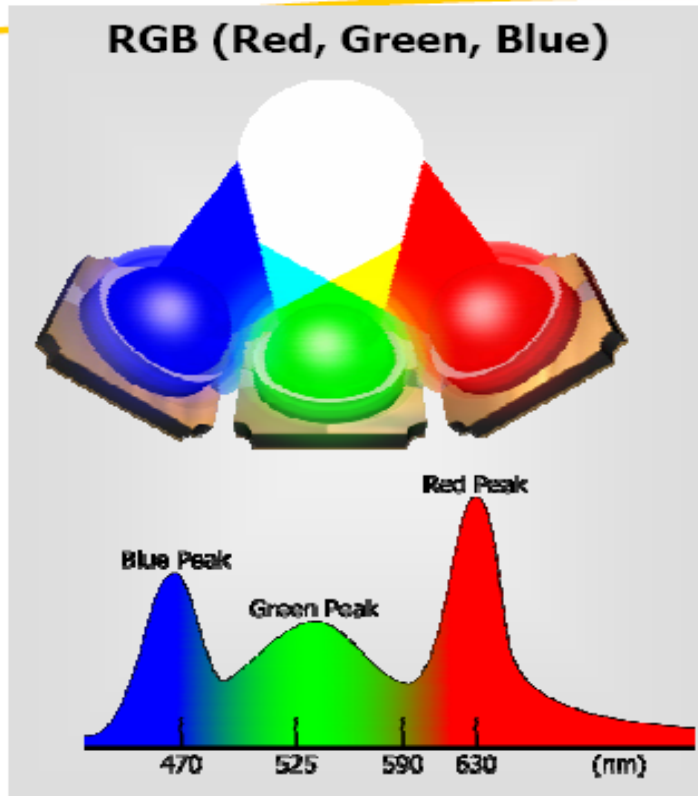 RGB (Red, Green, Blue)
Red Peak
Blue Peak
Green Peak
470 525 590 630 (nm)